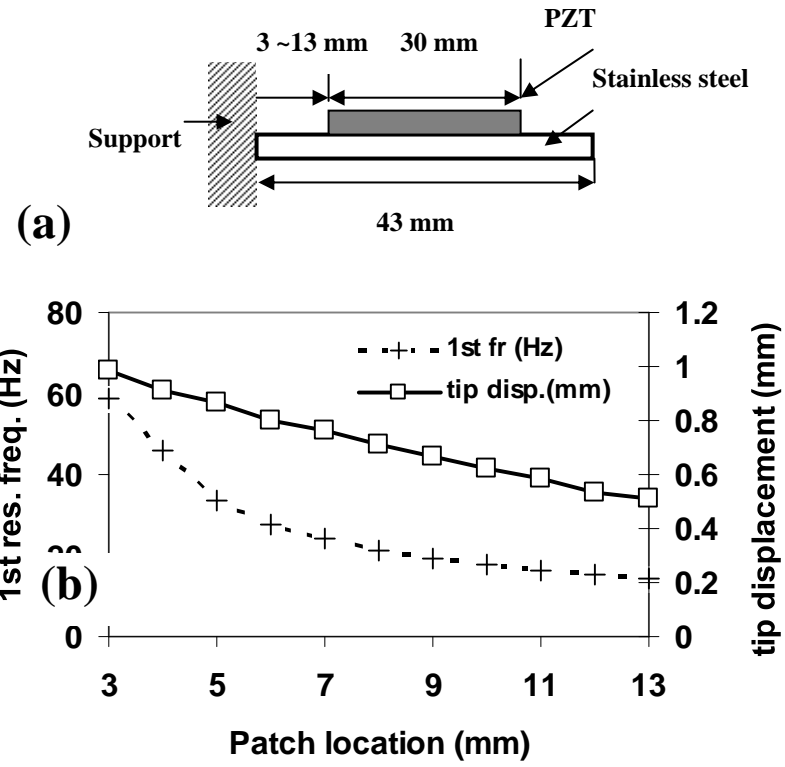 PZT
3 ~13 mm
30 mm
Stainless steel
Support
43 mm
(a)
80
60
40
0
1st res. freq. (Hz)
1st fr (Hz)
tip disp.(mm)
1.2
1
0.8
0.6
0.4
0.2
0
tip displacement (mm)
(b)
3 5 7 9 11 13
Patch location (mm)